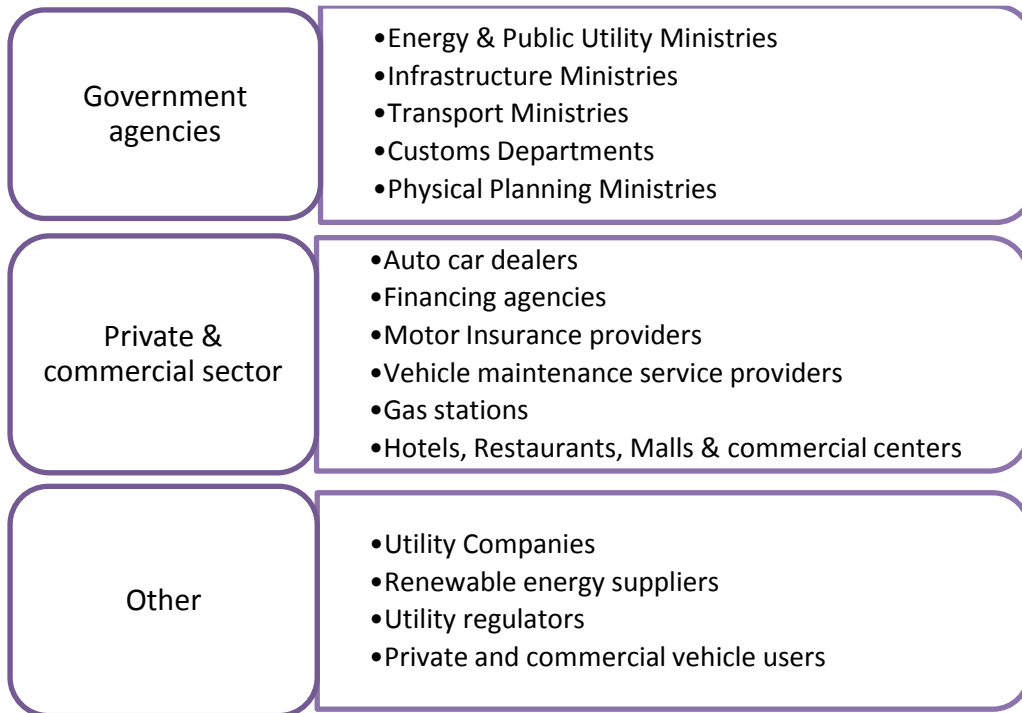 Government
agencies
•Energy & Public Utility Ministries
•Infrastructure Ministries
•Transport Ministries
•Customs Departments
•Physical Planning Ministries
Private &
commercial sector
•Auto car dealers
•Financing agencies
•Motor Insurance providers
•Vehicle maintenance service providers
•Gas stations
•Hotels, Restaurants, Malls & commercial centers
Other
•Utility Companies
•Renewable energy suppliers
•Utility regulators
•Private and commercial vehicle users